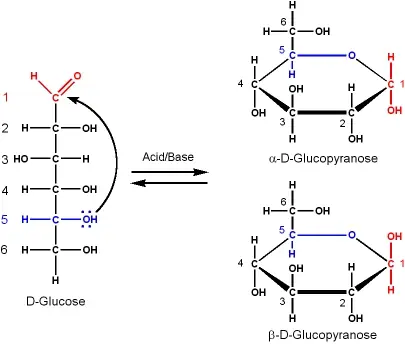 H O
1 C
2 H C OH
3 HO C H
4 H C OH
5 H C OH
6 H C OH
H
D-Glucose
Acid/Base
H
6
H C OH
5
H C O H
H
4 C C 1
OH H
OH C C OH
3 H 2 OH
α-D-Glucopyranose
H
6
H C OH
5
H C O OH
H
4 C C 1
OH H
OH C C H
3 H 2 OH
β-D-Glucopyranose